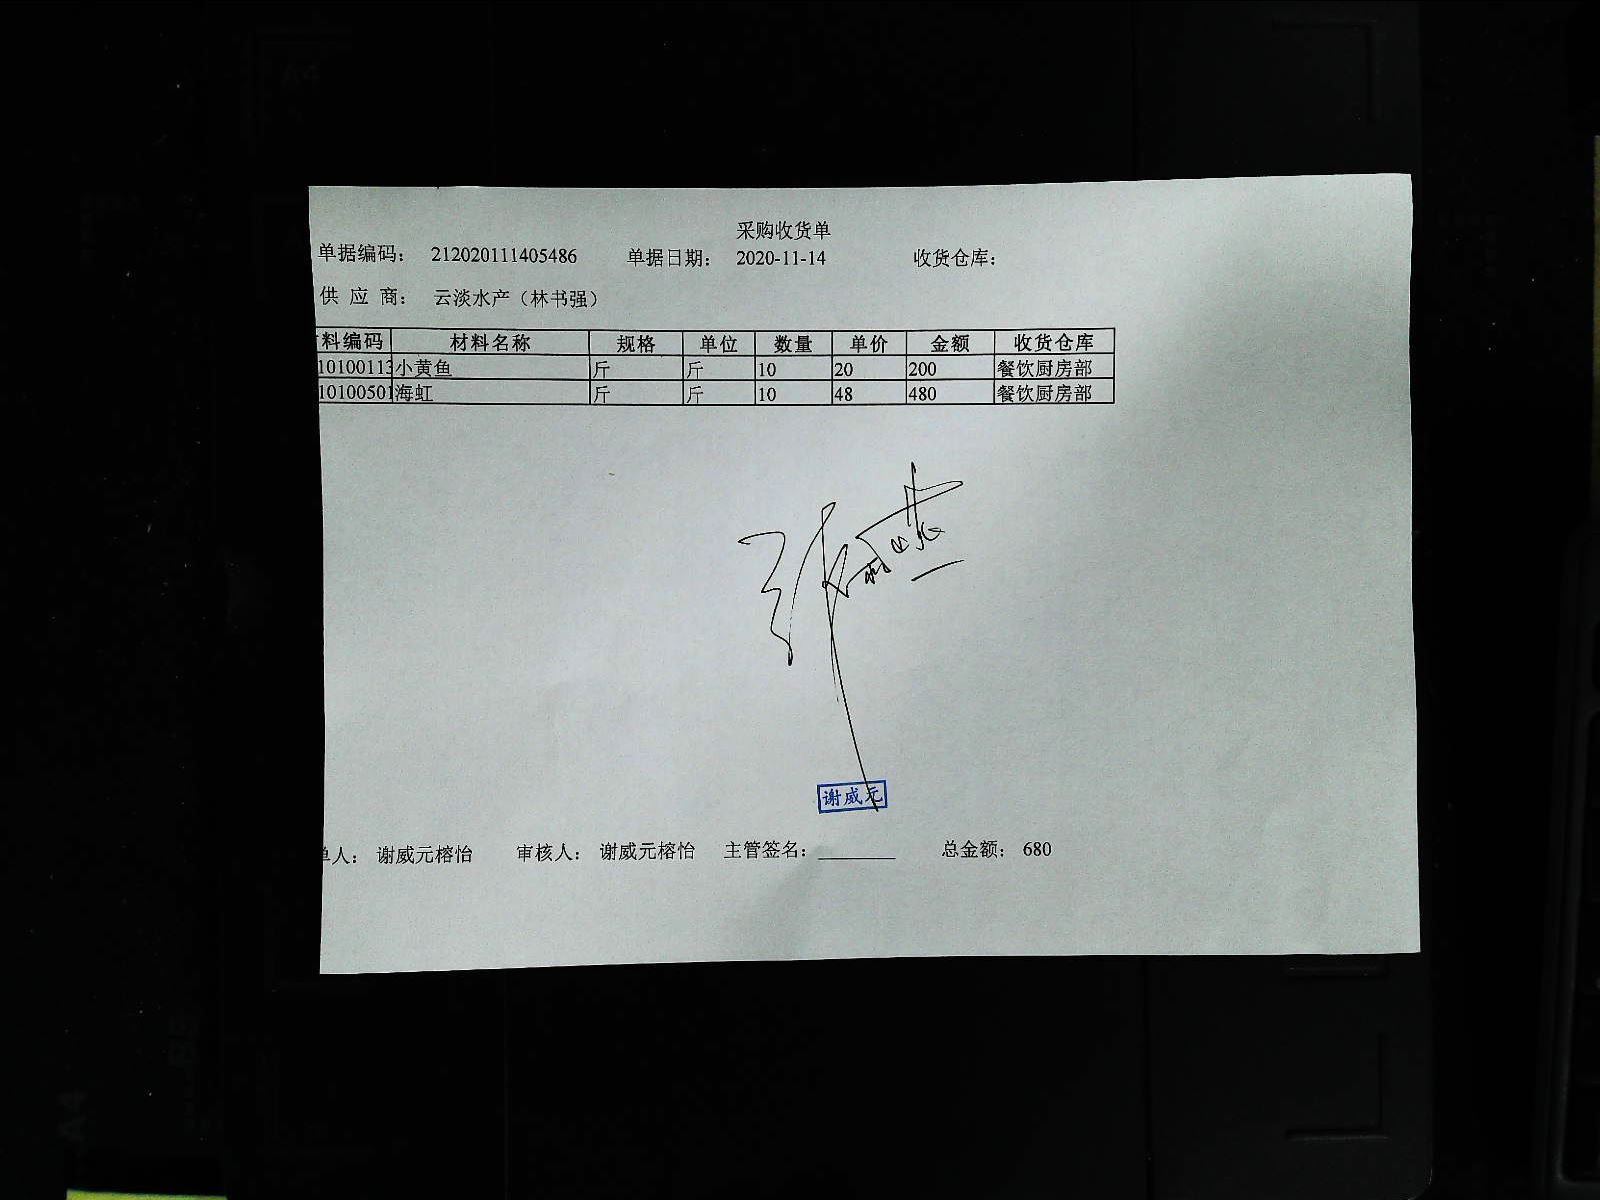 采购收货单
单据编码： 212020111405486 单据日期： 2020-11-14 收货仓库：
供 应 商： 云淡水产（林书强）
料编码 材料名称 规格 单位 数量 单价 金额 收货仓库
10100113 小黄鱼 斤 斤 10 20 200 餐饮厨房部
10100501 海虹 斤 斤 10 48 480 餐饮厨房部
谢威元
单人： 谢威元榕怡 审核人： 谢威元榕怡 主管签名：________ 总金额： 680